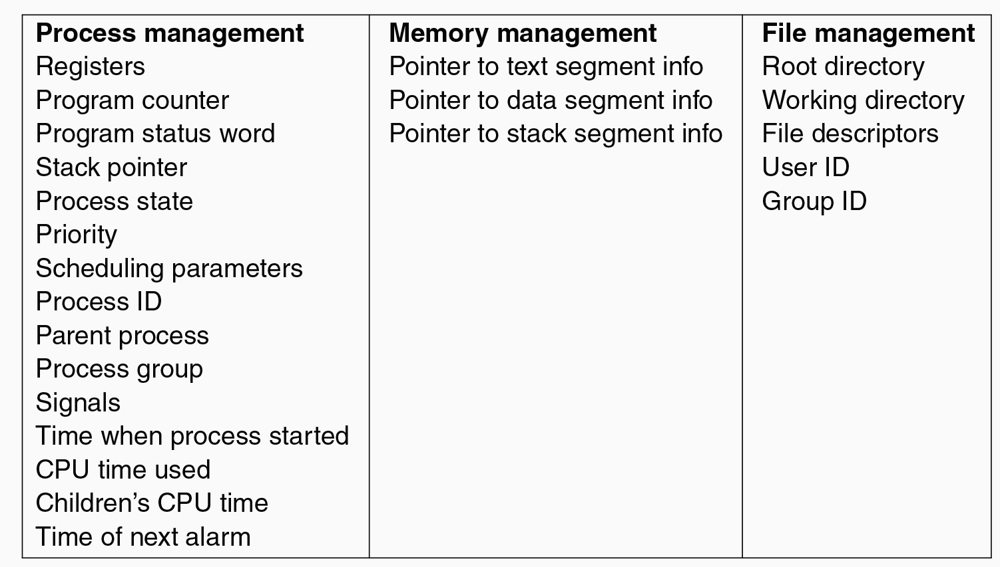 Process management
Registers
Program counter
Program status word
Stack pointer
Process state
Priority
Scheduling parameters
Process ID
Parent process
Process group
Signals
Time when process started
CPU time used
Children’s CPU time
Time of next alarm
Memory management
Pointer to text segment info
Pointer to data segment info
Pointer to stack segment info
File management
Root directory
Working directory
File descriptors
User ID
Group ID